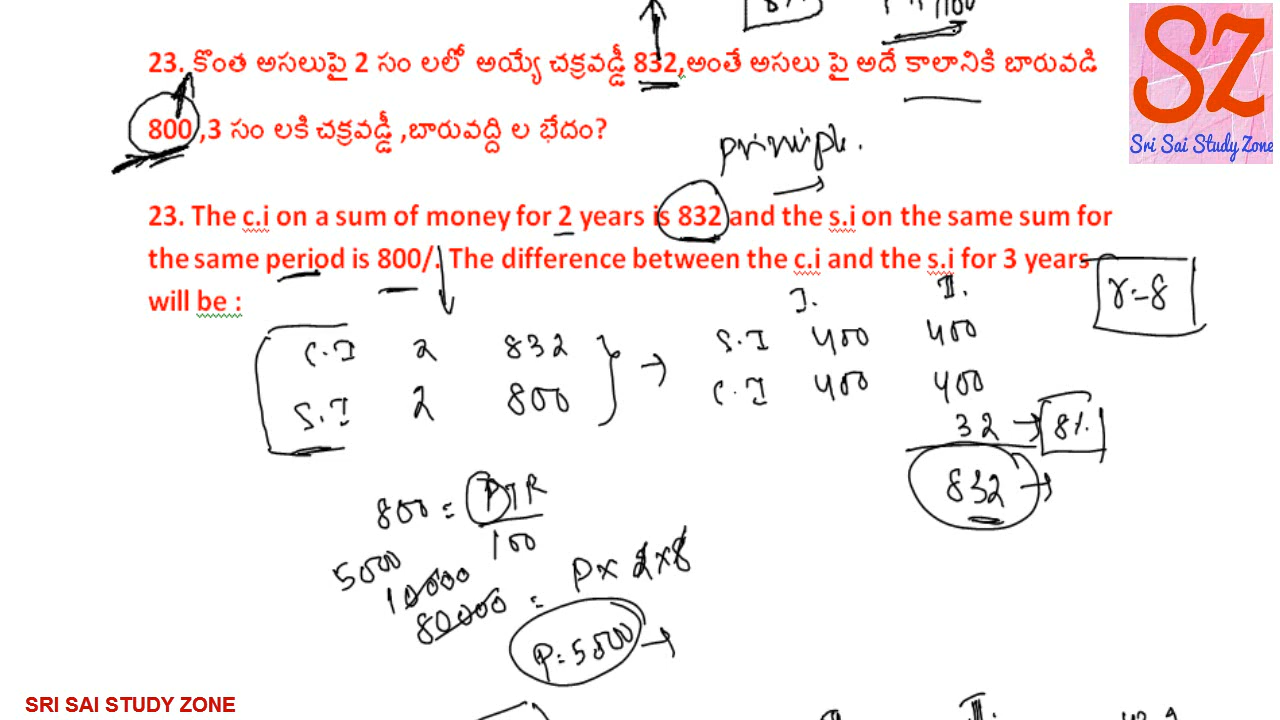 8%
23. కొంత అసలుపై 2 సం లలో అయ్యే చక్రవడ్డీ 832,అంతే అసలు పై అదే కాలానికి బారువడి
800 ,3 సం లకి చక్రవడ్డీ ,బారువద్ది ల భేదం?
SZ
Sri Sai Study Zone
principle.
23. The c.i on a sum of money for 2 years is 832 and the s.i on the same sum for
the same period is 800/. The difference between the c.i and the s.i for 3 years
will be :
r=8
I. II.
C.I 2 832
S.I 2 800
S.I 400 400
C.I 400 400
32 → 8%
832 →
800 = PTR
100
5000
10000
80000 = P× 2×8
P=5000 →
SRI SAI STUDY ZONE
II.